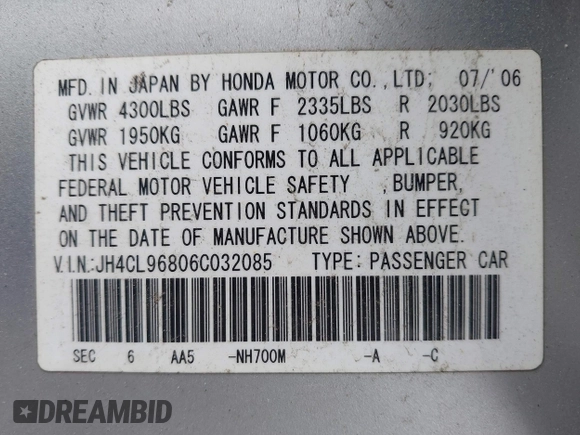 MFD. IN JAPAN BY HONDA MOTOR CO.,LTD; 07/'06
GVWR 4300LBS GAWR F 2335LBS R 2030LBS
GVWR 1950KG GAWR F 1060KG R 920KG
THIS VEHICLE CONFORMS TO ALL APPLICABLE
FEDERAL MOTOR VEHICLE SAFETY ,BUMPER,
AND THEFT PREVENTION STANDARDS IN EFFECT
ON THE DATE OF MANUFACTURE SHOWN ABOVE.
V.I.N.:JH4CL96806C032085 TYPE: PASSENGER CAR
SEC 6 AA5 -NH700M -A -C
DREAMBID